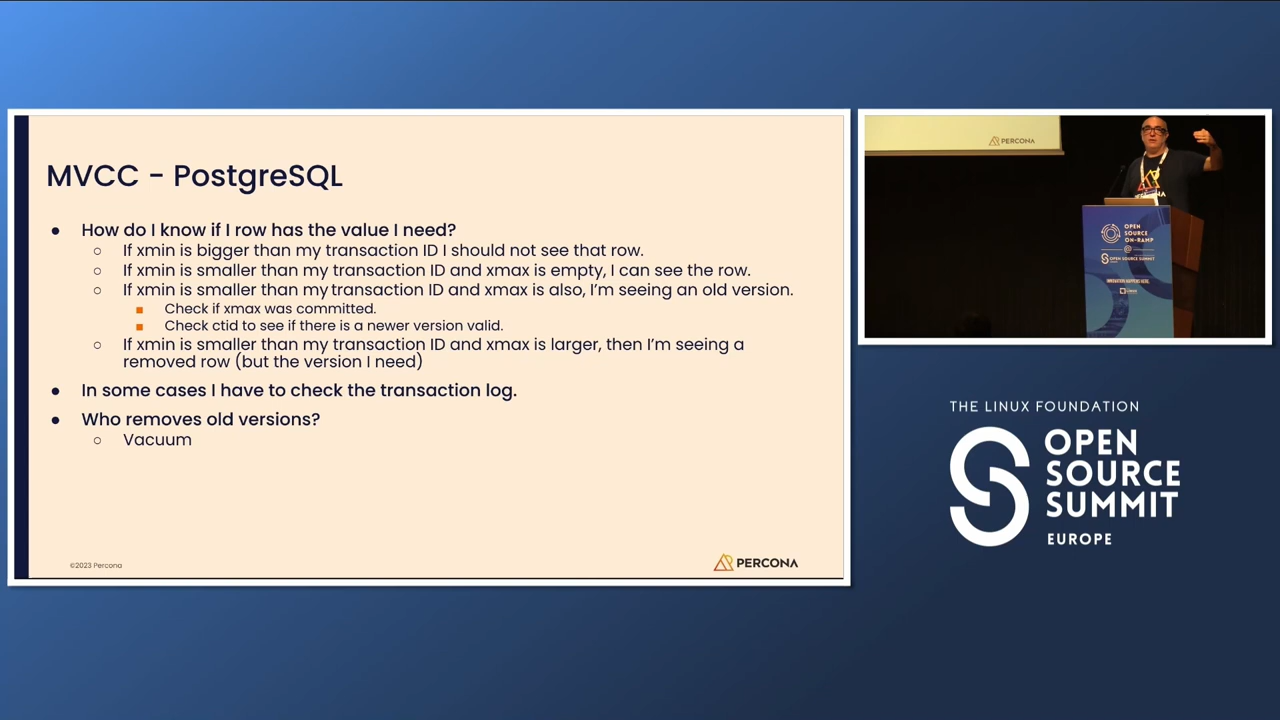 MVCC - PostgreSQL
● How do I know if I row has the value I need?
○ If xmin is bigger than my transaction ID I should not see that row.
○ If xmin is smaller than my transaction ID and xmax is empty, I can see the row.
○ If xmin is smaller than my transaction ID and xmax is also, I’m seeing an old version.
■ Check if xmax was committed.
■ Check ctid to see if there is a newer version valid.
○ If xmin is smaller than my transaction ID and xmax is larger, then I’m seeing a
removed row (but the version I need)
● In some cases I have to check the transaction log.
● Who removes old versions?
○ Vacuum
©2023 Percona
PERCONA
PERCONA
OPEN
SOURCE
ON-RAMP
@
OPEN
SOURCE SUMMIT
INNOVATION HAPPENS HERE.
THE LINUX FOUNDATION
OPEN
SOURCE
SUMMIT
EUROPE